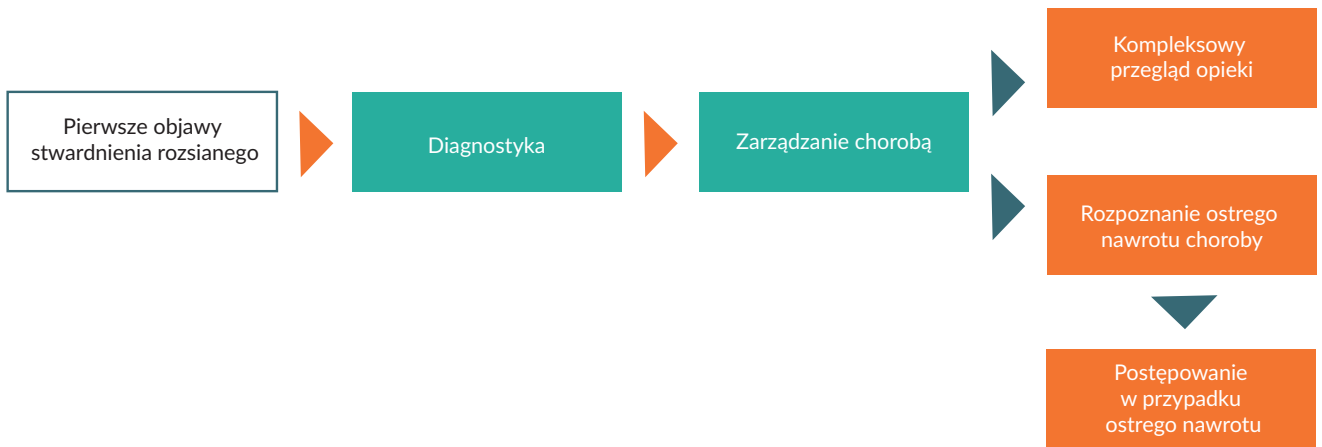 Pierwsze objawy
stwardnienia rozsianego
Diagnostyka
Zarządzanie chorobą
Kompleksowy
przegląd opieki
Rozpoznanie ostrego
nawrotu choroby
Postępowanie
w przypadku
ostrego nawrotu